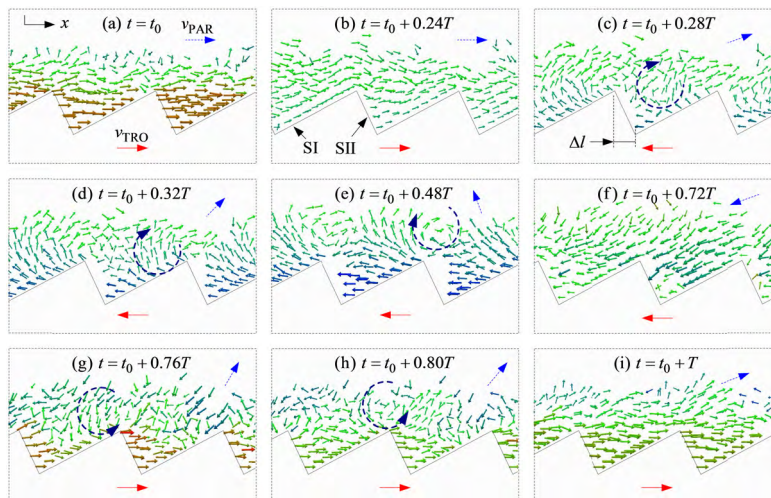 x (a) t = t0 vPAR
vTRO
(b) t = t0 + 0.24T
SI SII
(c) t = t0 + 0.28T
Δl
(d) t = t0 + 0.32T
(e) t = t0 + 0.48T
(f) t = t0 + 0.72T
(g) t = t0 + 0.76T
(h) t = t0 + 0.80T
(i) t = t0 + T